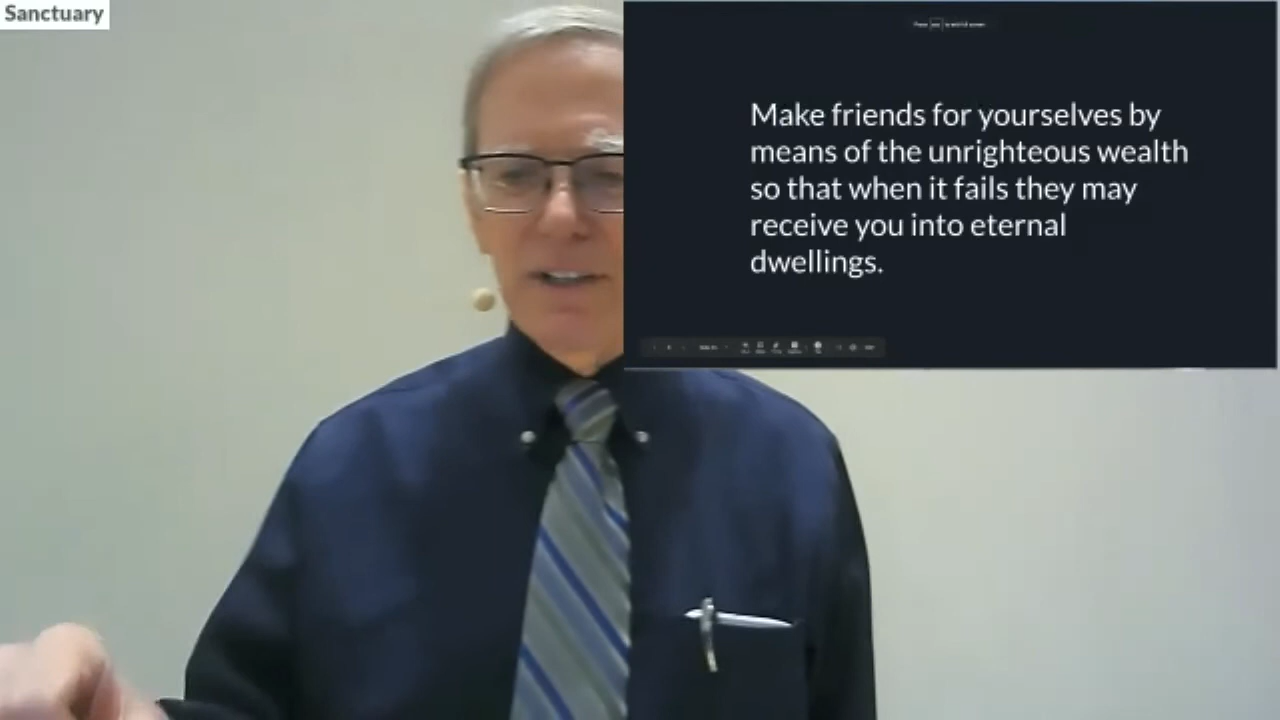 Sanctuary
Make friends for yourselves by
means of the unrighteous wealth
so that when it fails they may
receive you into eternal
dwellings.